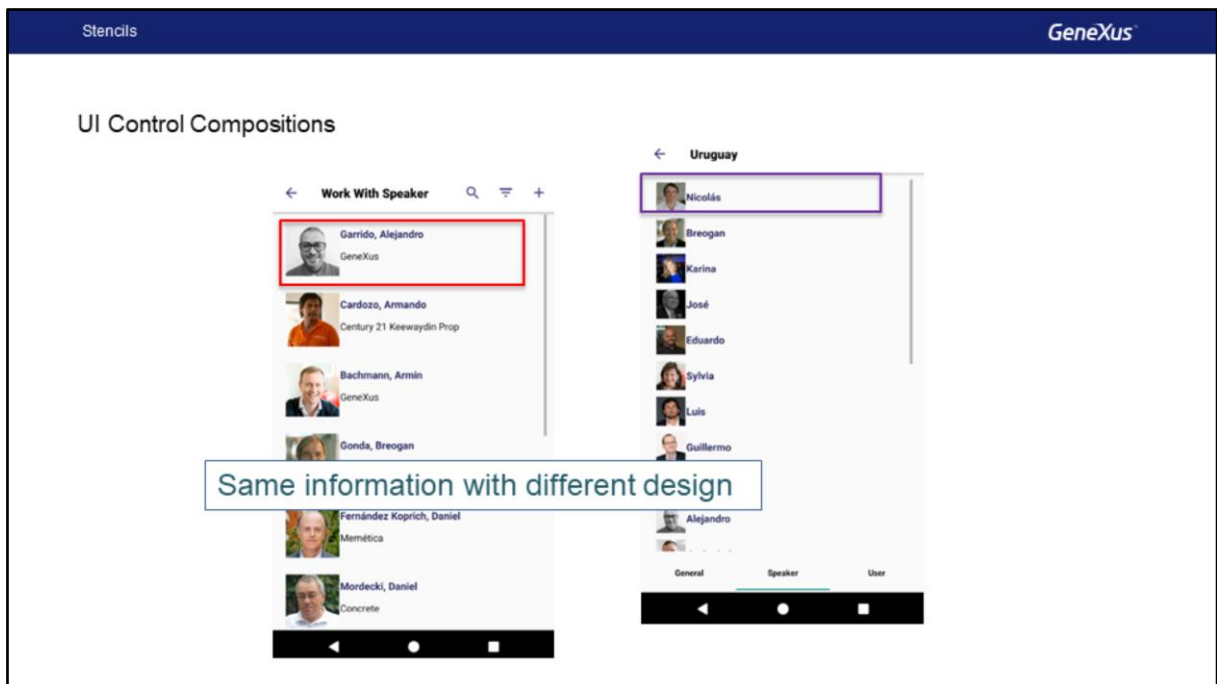 Stencils
GeneXus
UI Control Compositions
Work With Speaker
Garrido, Alejandro
GeneXus
Cardozo, Armando
Century 21 Keewaydin Prop
Bachmann, Armin
GeneXus
Gonda, Breogan
Fernández Koprich, Daniel
Memética
Mordecki, Daniel
Concrete
Uruguay
Nicolás
Breogan
Karina
José
Eduardo
Sylvia
Luis
Guillermo
Alejandro
General Speaker User
Same information with different design